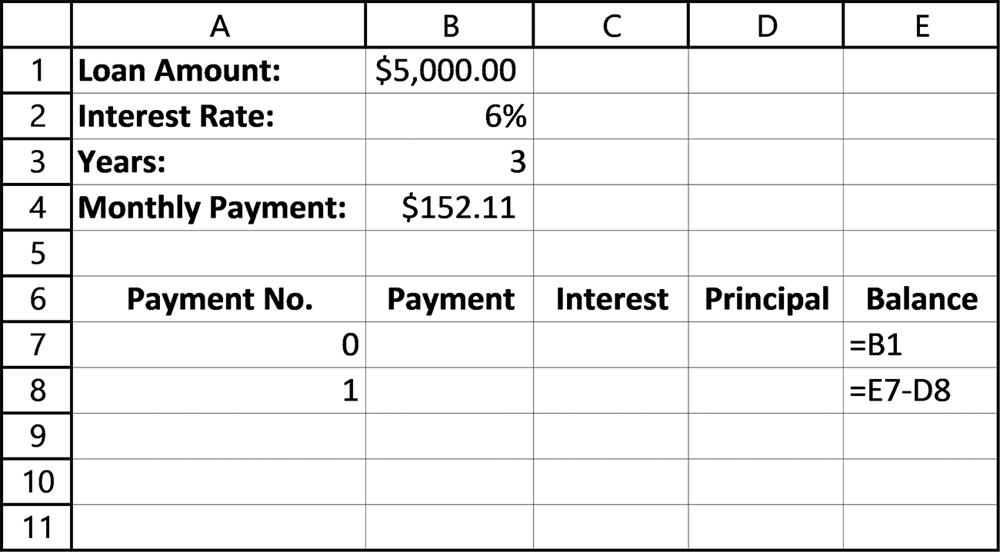 A B C D E
1 Loan Amount: $5,000.00
2 Interest Rate: 6%
3 Years: 3
4 Monthly Payment: $152.11
5
6 Payment No. Payment Interest Principal Balance
7 0 =B1
8 1 =E7-D8
9
10
11